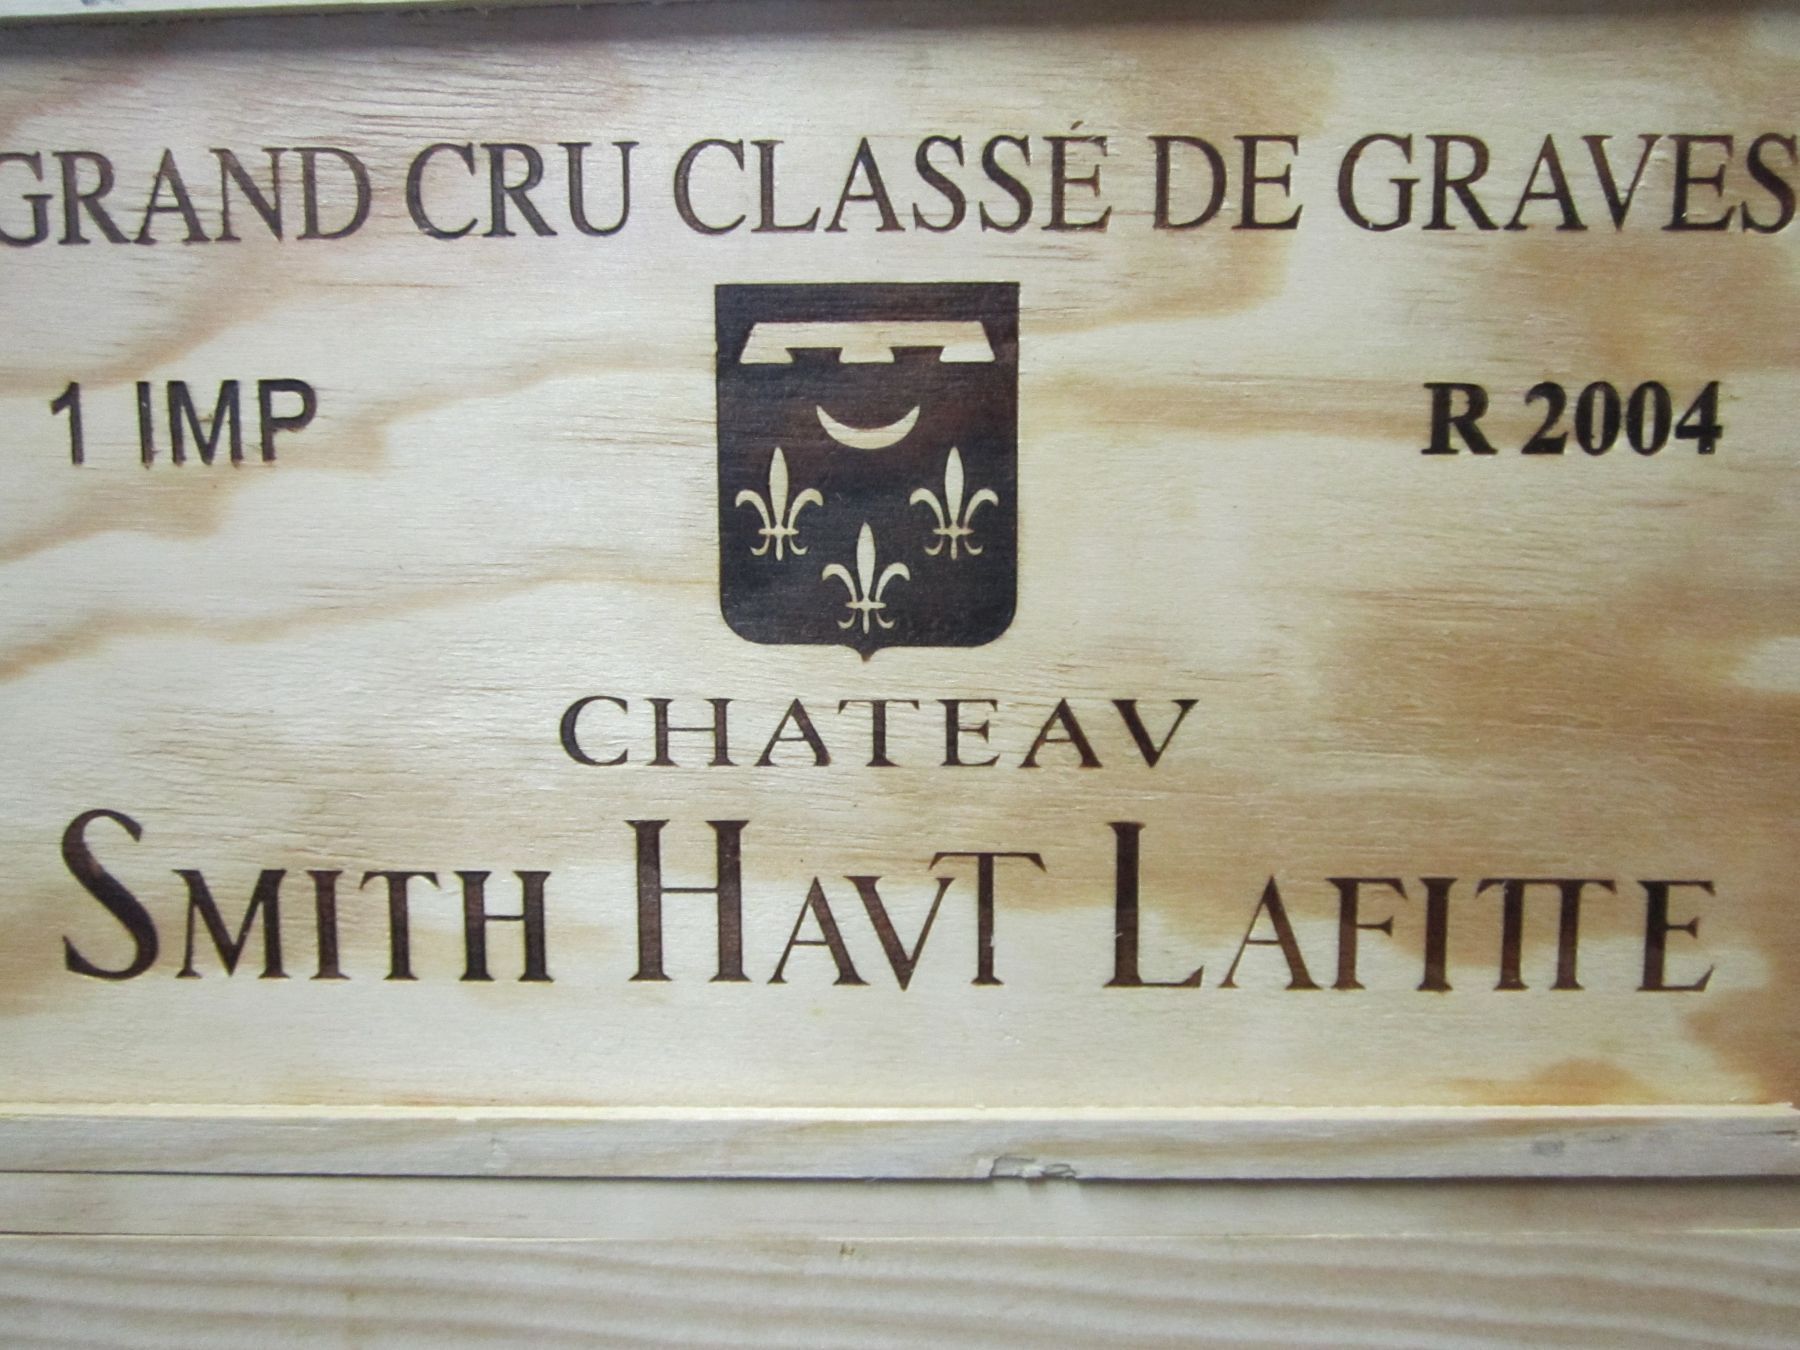 GRAND CRU CLASSÉ DE GRAVES
1 IMP
R 2004
CHATEAV
SMITH HAVT LAFITTE